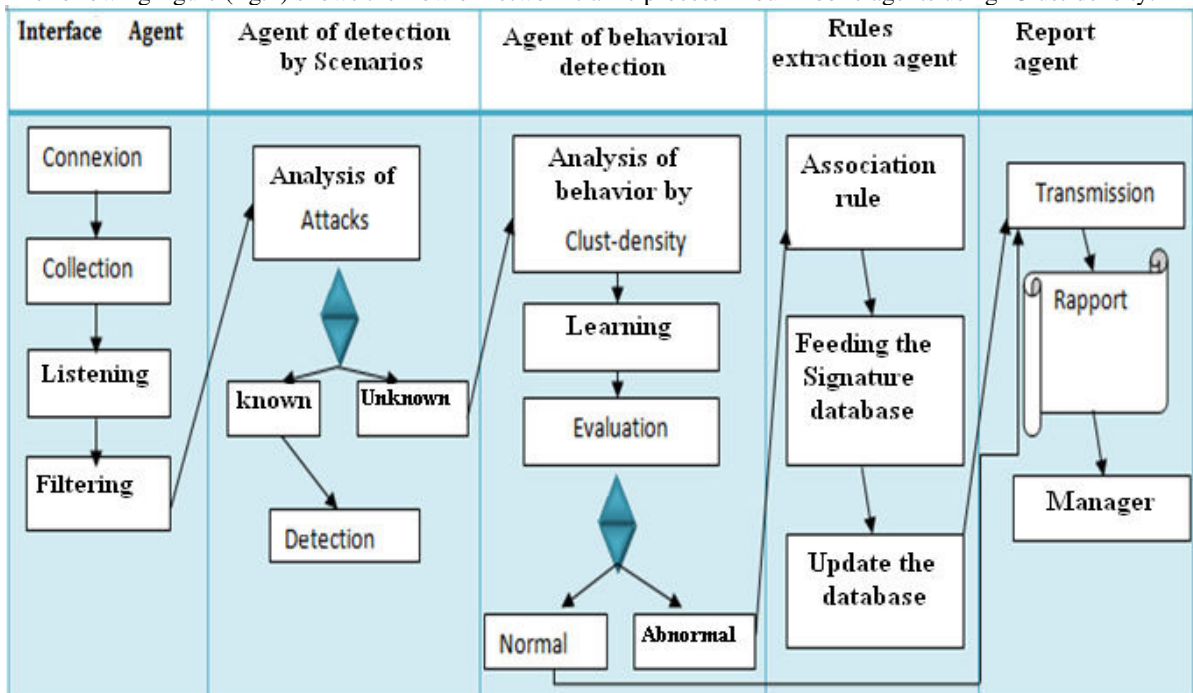 Interface Agent
Agent of detection
by Scenarios
Agent of behavioral
detection
Rules
extraction agent
Report
agent
Connexion
Collection
Listening
Filtering
Analysis of
Attacks
known
Unknown
Detection
Analysis of
behavior by
Clust-density
Learning
Evaluation
Normal
Abnormal
Association
rule
Feeding the
Signature
database
Update the
database
Transmission
Rapport
Manager